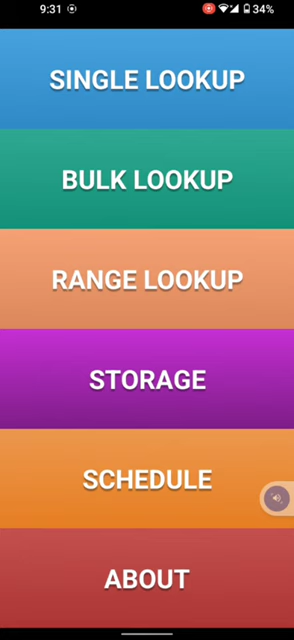 9:31 34%
SINGLE LOOKUP
BULK LOOKUP
RANGE LOOKUP
STORAGE
SCHEDULE
ABOUT